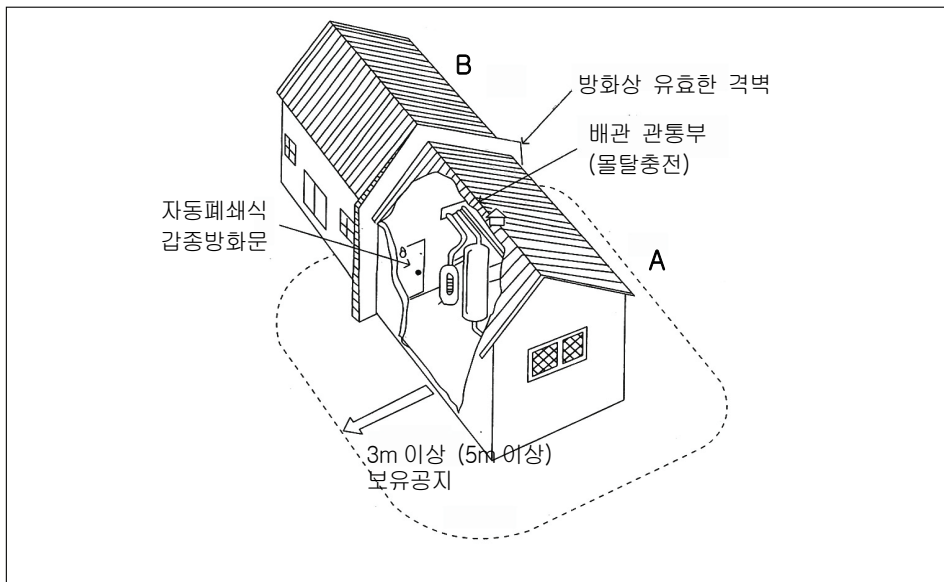 B
방화상 유효한 격벽
배관 관통부
(몰탈충전)
자동폐쇄식
갑종방화문
A
3m 이상 (5m 이상)
보유공지